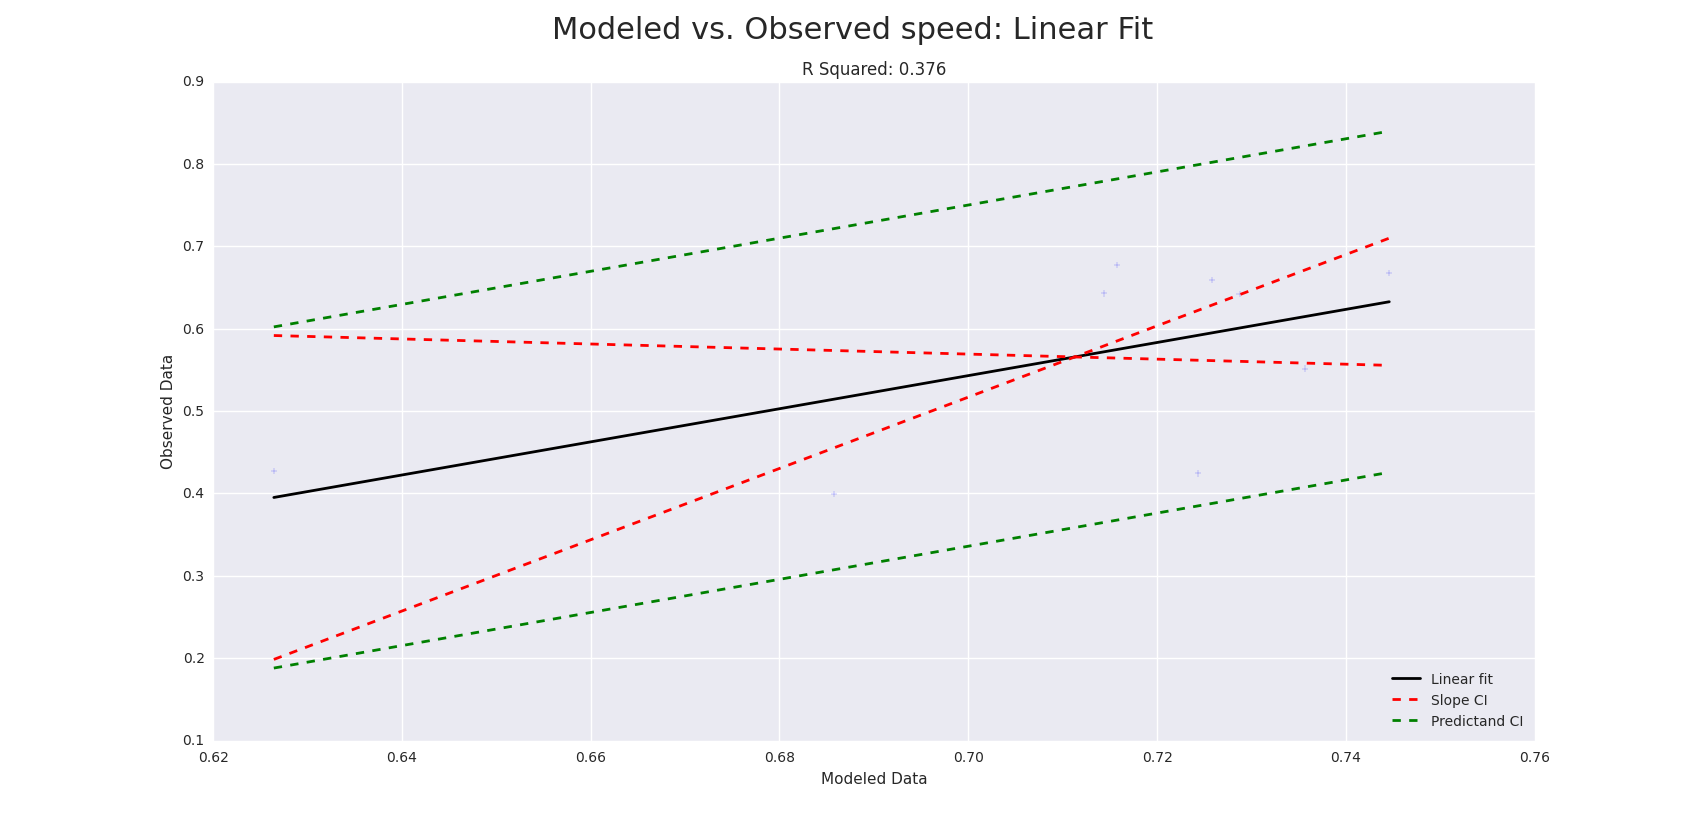 Modeled vs. Observed speed: Linear Fit
R Squared: 0.376
0.9
0.8
0.7
0.6
0.5
0.4
0.3
0.2
0.1
Observed Data
Linear fit
Slope CI
Predictand CI
0.62 0.64 0.66 0.68 0.70 0.72 0.74 0.76
Modeled Data